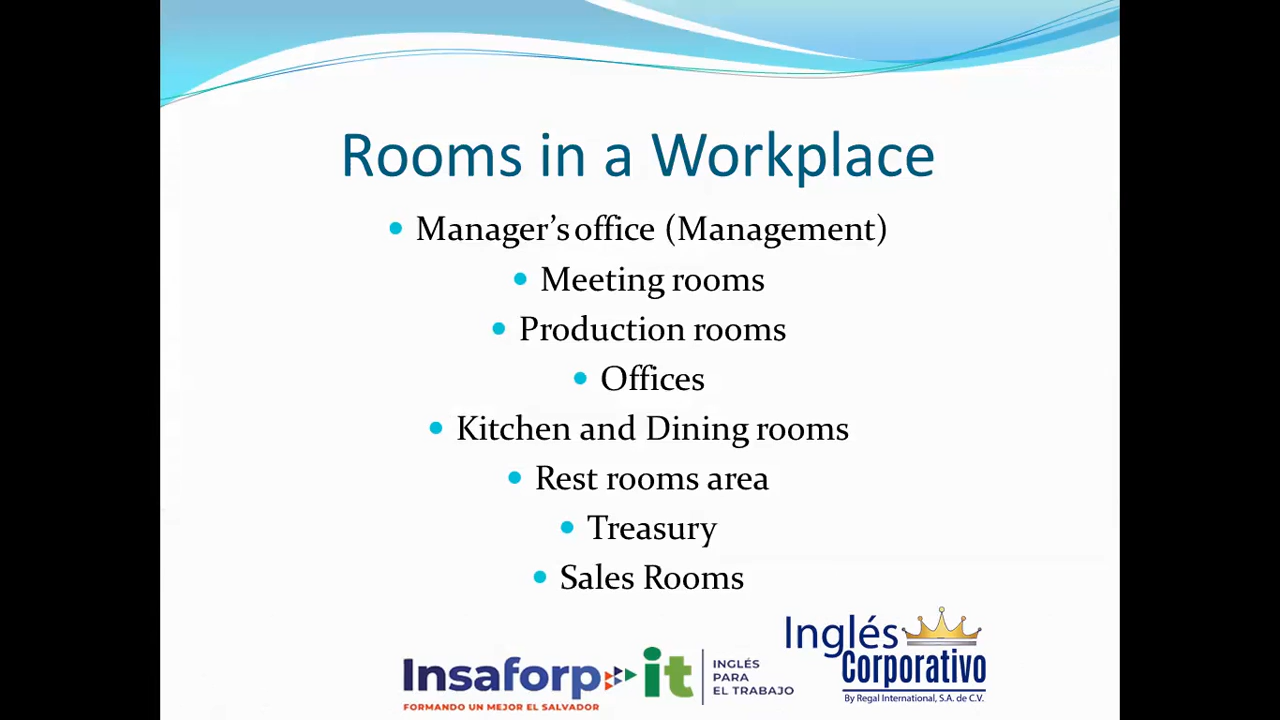 Rooms in a Workplace
• Manager's office (Management)
• Meeting rooms
• Production rooms
• Offices
• Kitchen and Dining rooms
• Rest rooms area
• Treasury
• Sales Rooms
Insaforp it
FORMANDO UN MEJOR EL SALVADOR
INGLÉS
PARA
EL TRABAJO
Inglés
Corporativo
By Regal International, S.A. de C.V.